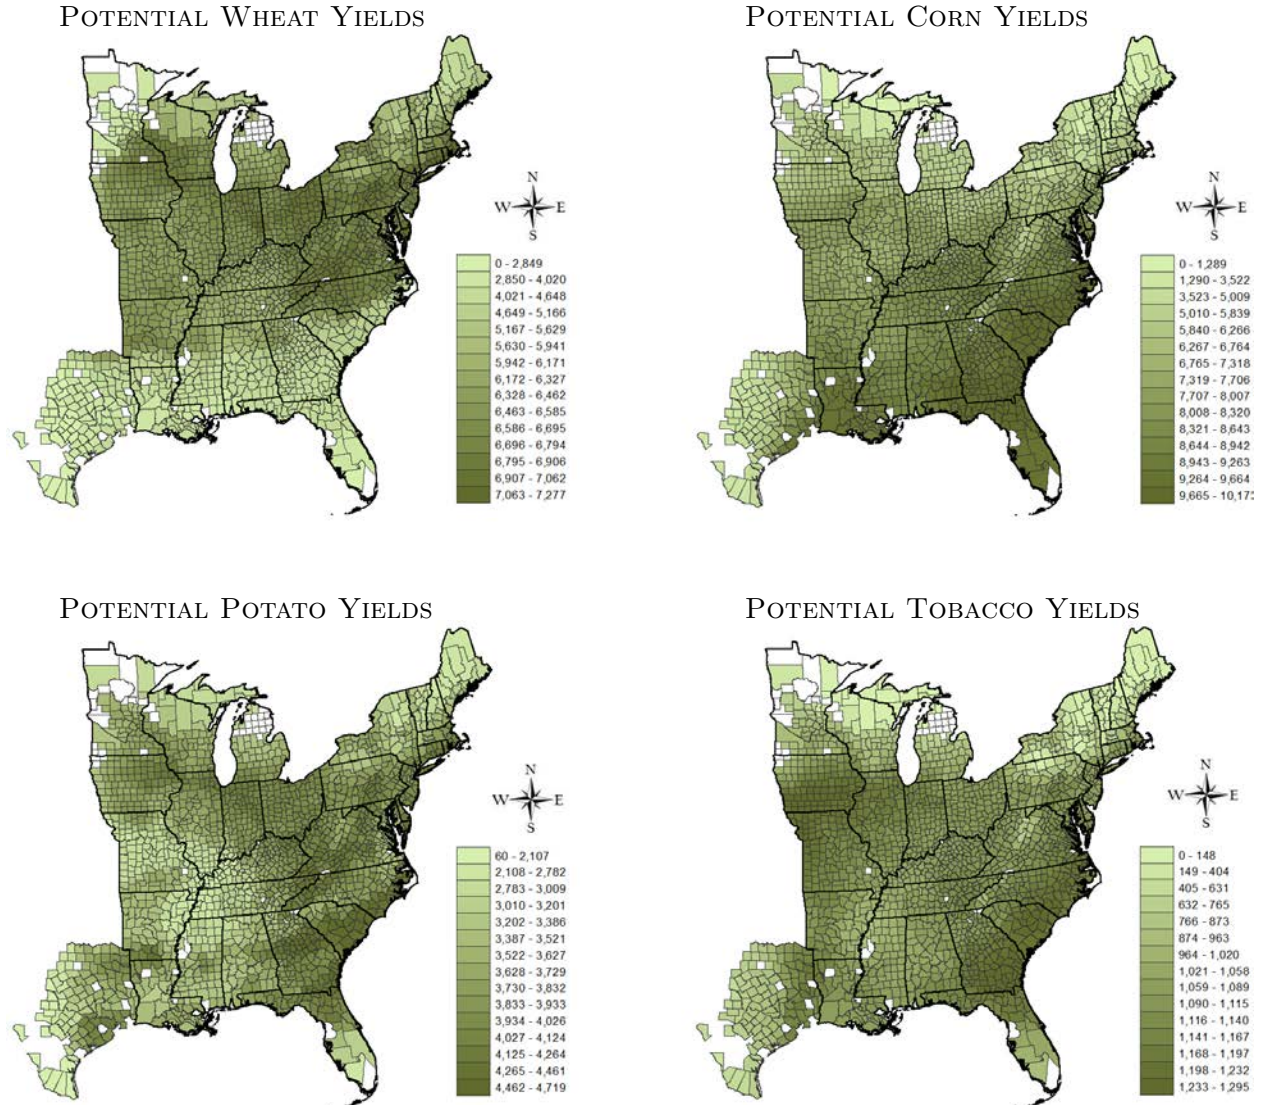 POTENTIAL WHEAT YIELDS
N
W E
S
0 - 2,849
2,850 - 4,020
4,021 - 4,648
4,649 - 5,166
5,167 - 5,629
5,630 - 5,941
5,942 - 6,171
6,172 - 6,327
6,328 - 6,462
6,463 - 6,585
6,586 - 6,695
6,696 - 6,794
6,795 - 6,906
6,907 - 7,062
7,063 - 7,277
POTENTIAL CORN YIELDS
N
W E
S
0 - 1,289
1,290 - 3,522
3,523 - 5,009
5,010 - 5,839
5,840 - 6,266
6,267 - 6,764
6,765 - 7,318
7,319 - 7,706
7,707 - 8,007
8,008 - 8,320
8,321 - 8,643
8,644 - 8,942
8,943 - 9,263
9,264 - 9,664
9,665 - 10,173
POTENTIAL POTATO YIELDS
N
W E
S
60 - 2,107
2,108 - 2,782
2,783 - 3,009
3,010 - 3,201
3,202 - 3,386
3,387 - 3,521
3,522 - 3,627
3,628 - 3,729
3,730 - 3,832
3,833 - 3,933
3,934 - 4,026
4,027 - 4,124
4,125 - 4,264
4,265 - 4,461
4,462 - 4,719
POTENTIAL TOBACCO YIELDS
N
W E
S
0 - 148
149 - 404
405 - 631
632 - 765
766 - 873
874 - 963
964 - 1,020
1,021 - 1,058
1,059 - 1,089
1,090 - 1,115
1,116 - 1,140
1,141 - 1,167
1,168 - 1,197
1,198 - 1,232
1,233 - 1,295